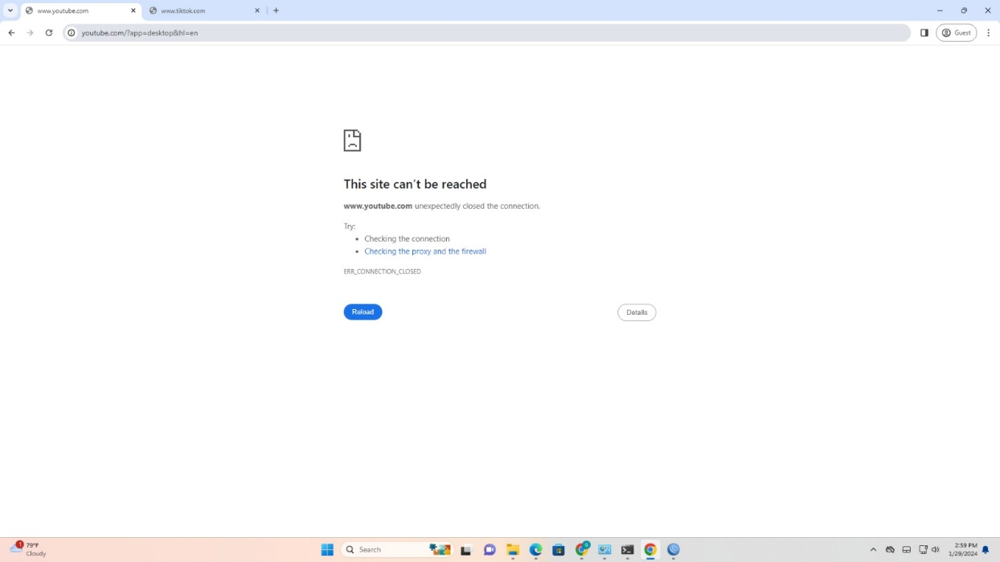 www.youtube.com
www.tiktok.com
youtube.com/?app=desktop&hl=en
Guest
This site can't be reached
www.youtube.com unexpectedly closed the connection.
Try:
Checking the connection
Checking the proxy and the firewall
ERR_CONNECTION_CLOSED
Reload
Details
1
79°F
Cloudy
Search
2:59 PM
1/29/2024